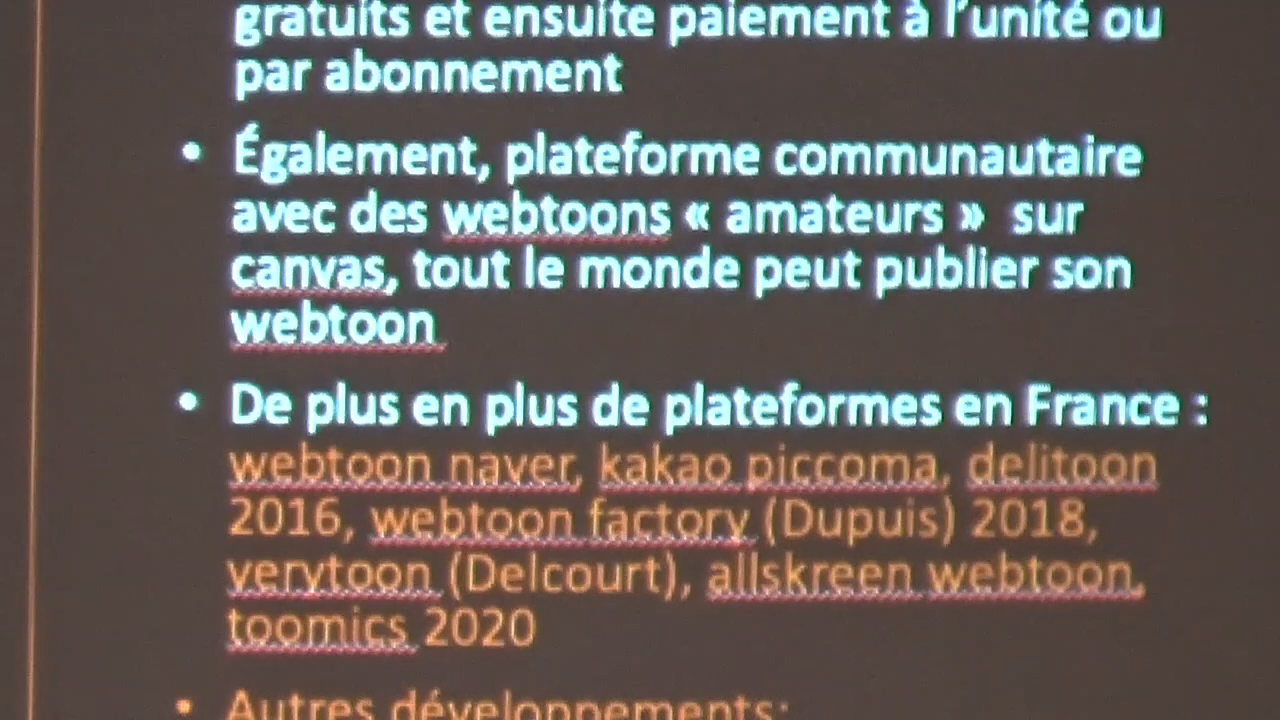 gratuits et ensuite paiement à l'unité ou
par abonnement
• Également, plateforme communautaire
avec des webtoons « amateurs » sur
canvas, tout le monde peut publier son
webtoon
• De plus en plus de plateformes en France :
webtoon naver, kakao piccoma, delitoon
2016, webtoon factory (Dupuis) 2018,
verytoon (Delcourt), allskreen webtoon,
toomics 2020
• Autres développements: